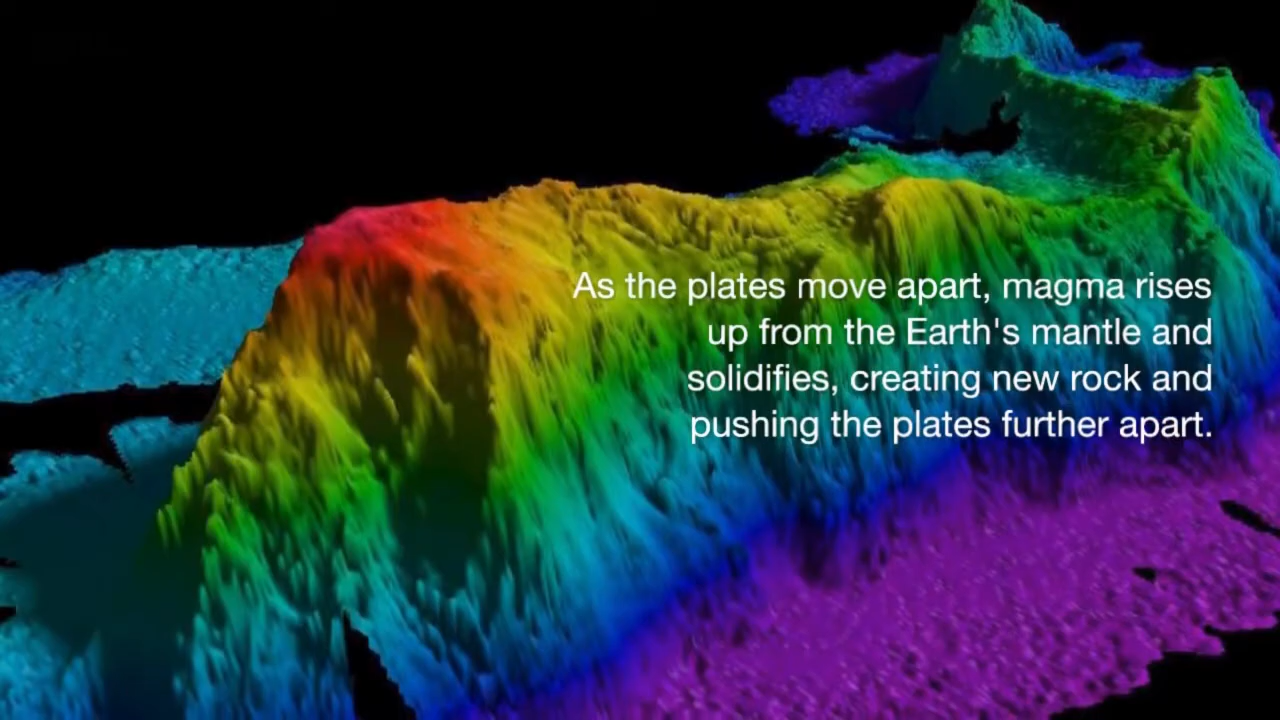 As the plates move apart, magma rises
up from the Earth's mantle and
solidifies, creating new rock and
pushing the plates further apart.